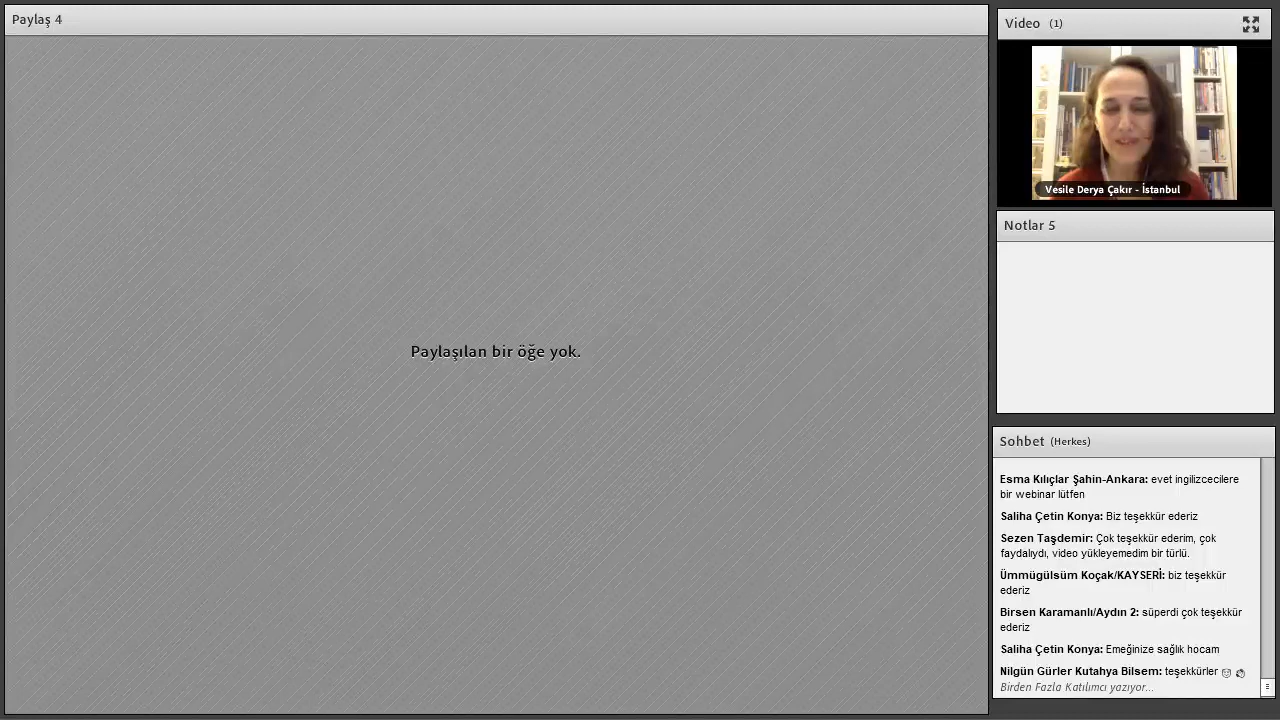 Paylaş 4
Paylaşılan bir öğe yok.
Video (1)
Vesile Derya Çakır - İstanbul
Notlar 5
Sohbet (Herkes)
Esma Kılıçlar Şahin-Ankara: evet ingilizcecilere
bir webinar lütfen
Saliha Çetin Konya: Biz teşekkür ederiz
Sezen Taşdemir: Çok teşekkür ederim, çok
faydalıydı, video yükleyemedim bir türlü.
Ümmügülsüm Koçak/KAYSERİ: biz teşekkür
ederiz
Birsen Karamanlı/Aydın 2: süperdi çok teşekkür
ederiz
Saliha Çetin Konya: Emeğinize sağlık hocam
Nilgün Gürler Kutahya Bilsem: teşekkürler
Birden Fazla Katılımcı yazıyor...